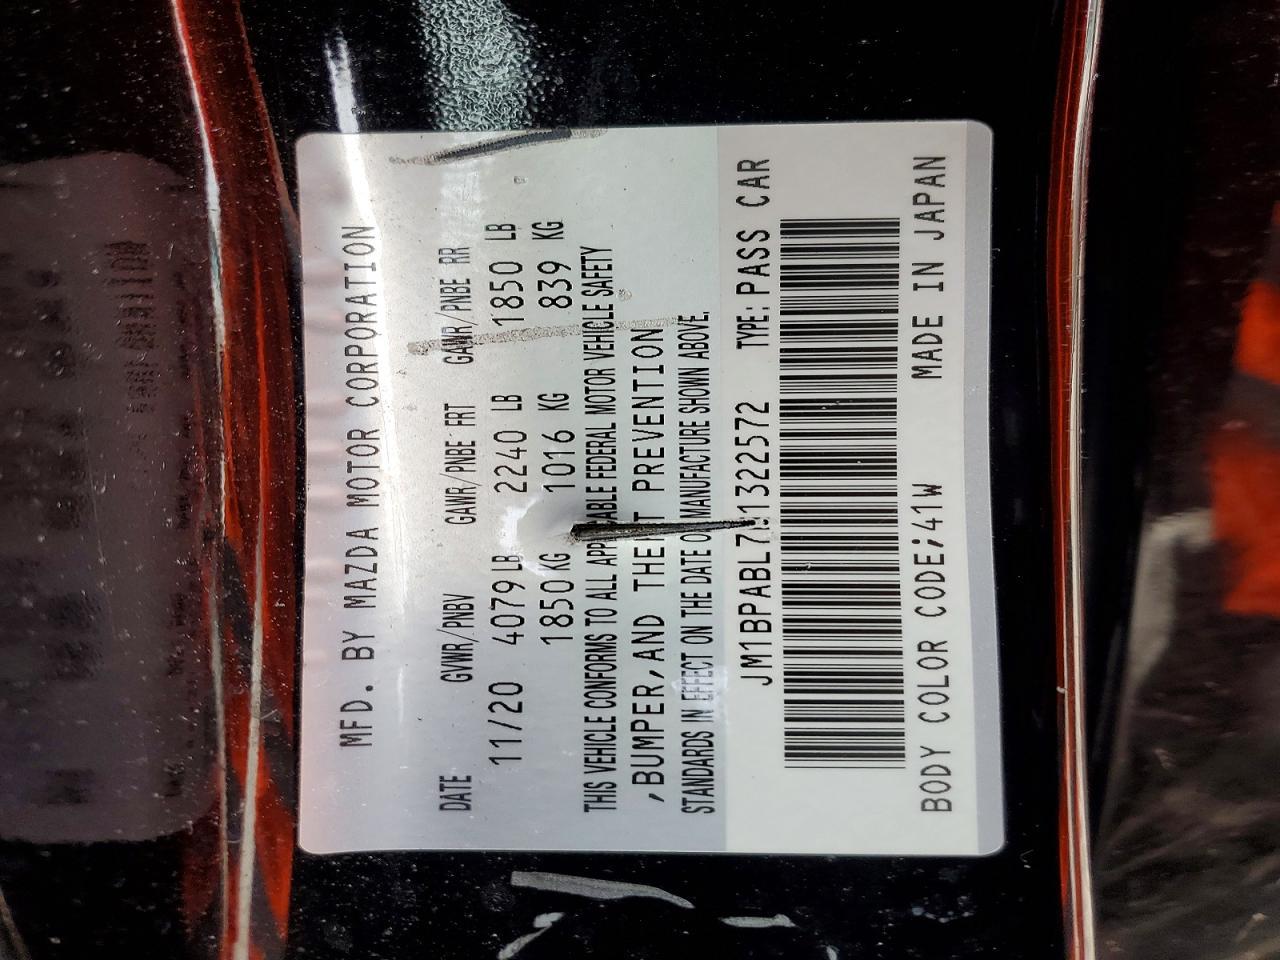 MFD. BY MAZDA MOTOR CORPORATION
DATE GVWR/PNBV GAWR/PNBE FRT GAWR/PNBE RR
11/20 4079 LB 2240 LB 1850 LB
1850 KG 1016 KG 839 KG
THIS VEHICLE CONFORMS TO ALL APPLICABLE FEDERAL MOTOR VEHICLE SAFETY
,BUMPER,AND THEFT PREVENTION
STANDARDS IN EFFECT ON THE DATE OF MANUFACTURE SHOWN ABOVE.
TYPE: PASS CAR
BODY COLOR CODE;41W MADE IN JAPAN